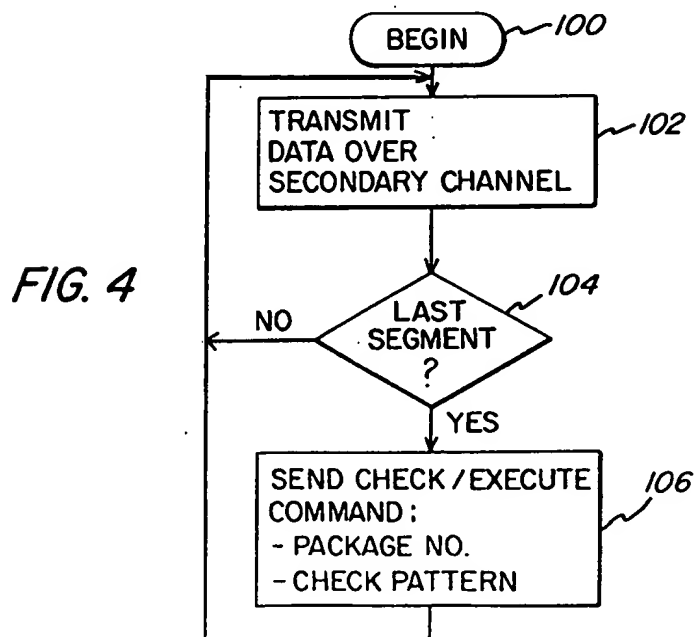 BEGIN
100
TRANSMIT
DATA OVER
SECONDARY CHANNEL
102
FIG. 4
LAST
SEGMENT
?
104
NO
YES
SEND CHECK/EXECUTE
COMMAND:
- PACKAGE NO.
- CHECK PATTERN
106